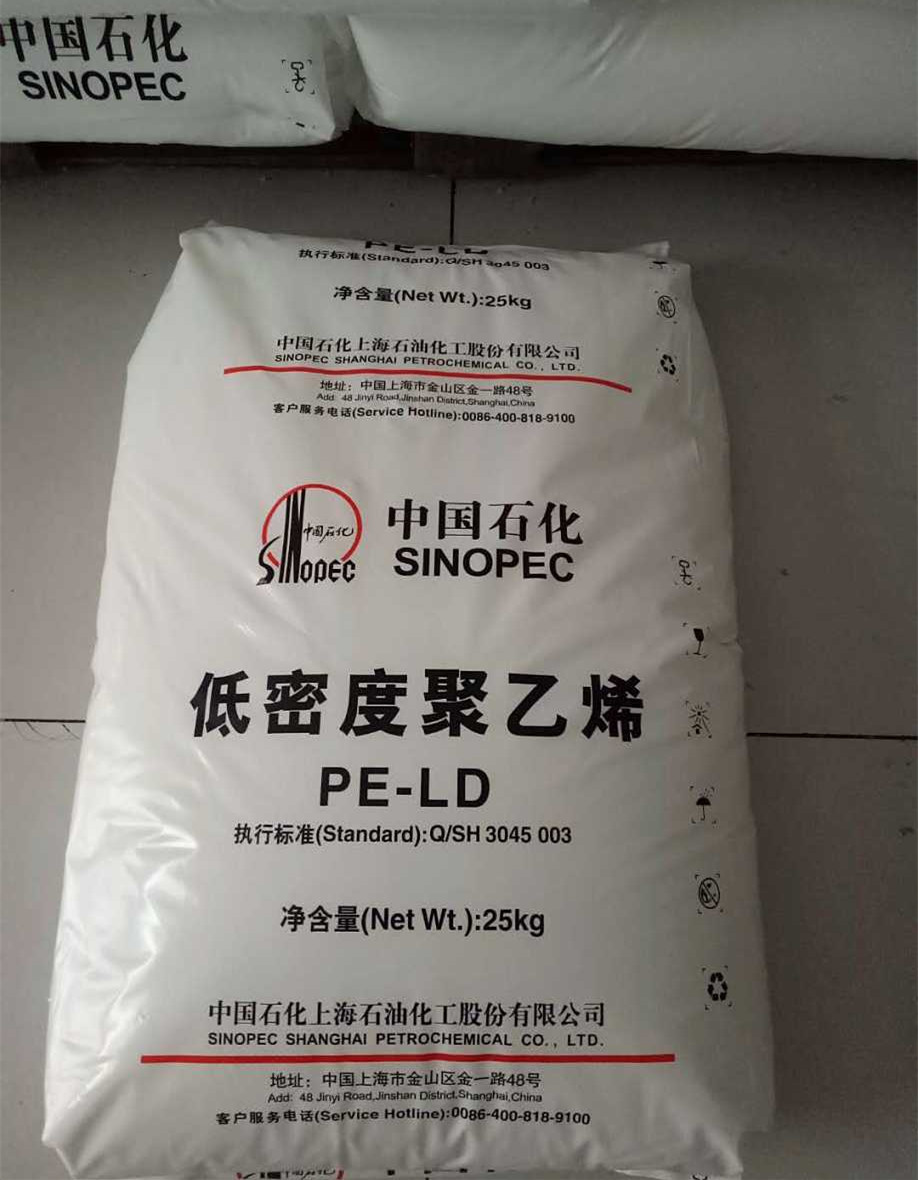 中国石化
SINOPEC
PE-LD
执行标准(Standard):Q/SH 3045 003
净含量(Net Wt.):25kg
中国石化上海石油化工股份有限公司
SINOPEC SHANGHAI PETROCHEMICAL CO., LTD.
地址：中国上海市金山区金一路48号
Add: 48 Jinyi Road,Jinshan District,Shanghai,China
客户服务电话(Service Hotline):0086-400-818-9100
中国石化
SINOPEC
中国石化
SINOPEC
低密度聚乙烯
PE-LD
执行标准(Standard):Q/SH 3045 003
净含量(Net Wt.):25kg
中国石化上海石油化工股份有限公司
SINOPEC SHANGHAI PETROCHEMICAL CO., LTD.
地址：中国上海市金山区金一路48号
Add: 48 Jinyi Road,Jinshan District,Shanghai,China
客户服务电话(Service Hotline):0086-400-818-9100